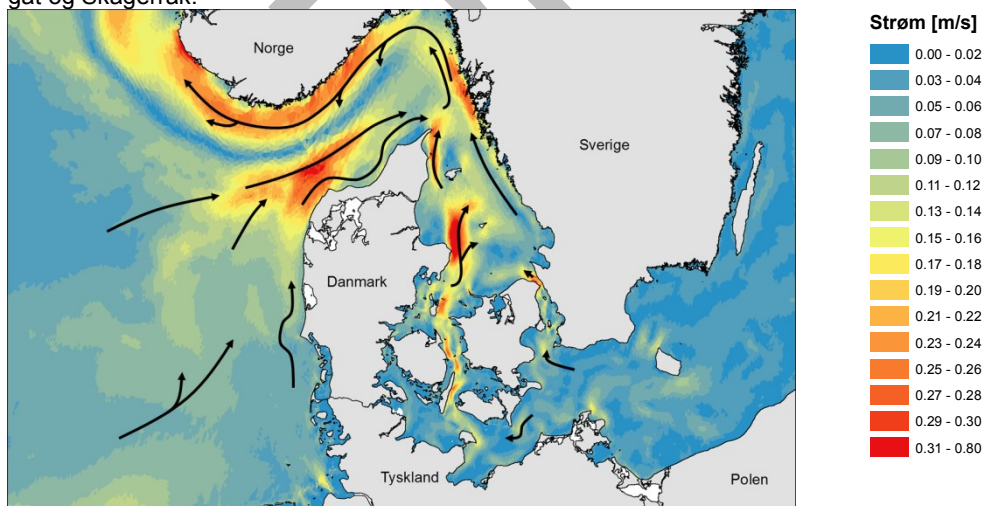 gat og Skagerrak.
Strøm [m/s]
Norge
0.00 - 0.02
0.03 - 0.04
0.05 - 0.06
0.07 - 0.08
0.09 - 0.10
0.11 - 0.12
0.13 - 0.14
0.15 - 0.16
0.17 - 0.18
0.19 - 0.20
0.21 - 0.22
0.23 - 0.24
0.25 - 0.26
0.27 - 0.28
0.29 - 0.30
0.31 - 0.80
Sverige
Danmark
Tyskland
Polen